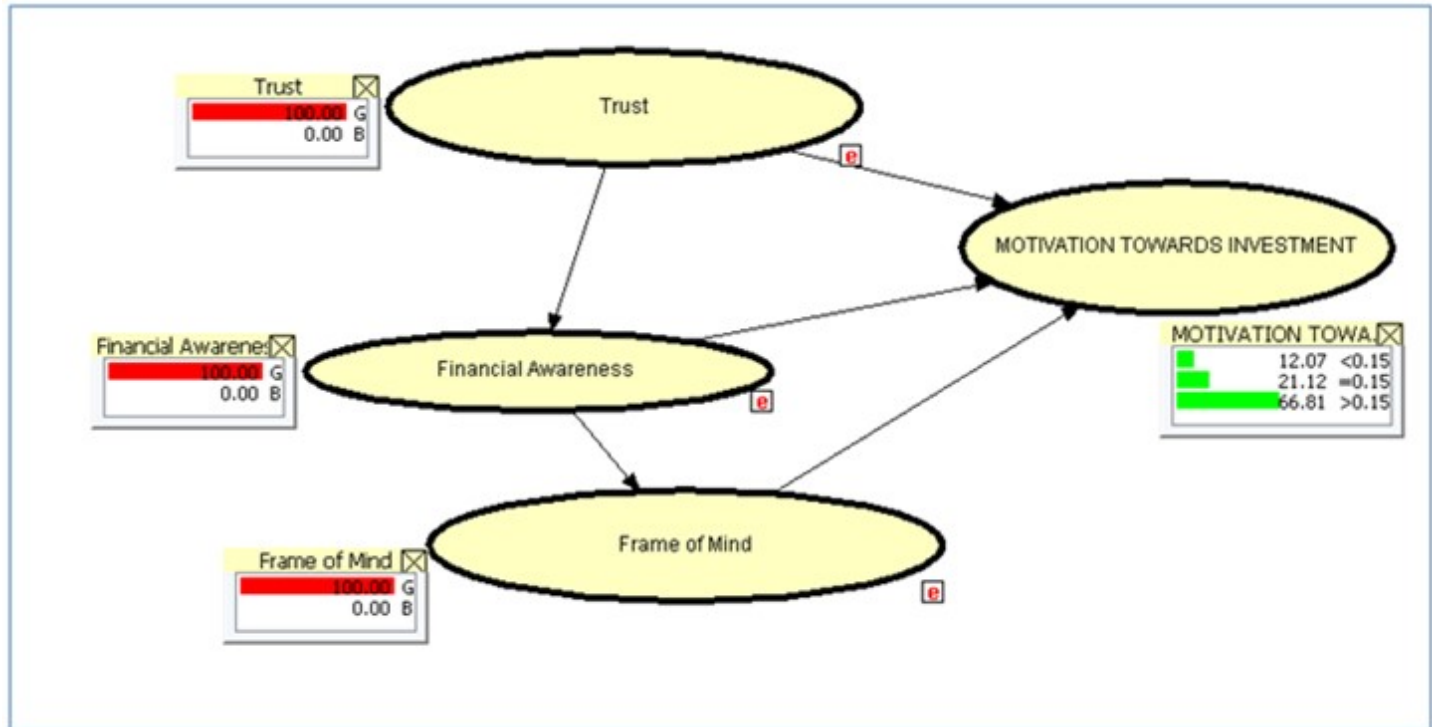 Trust
100.00 G
0.00 B
Trust
e
MOTIVATION TOWARDS INVESTMENT
MOTIVATION TOWA..
12.07 <0.15
21.12 =0.15
66.81 >0.15
Financial Awarenes
100.00 G
0.00 B
Financial Awareness
e
Frame of Mind
100.00 G
0.00 B
Frame of Mind
e